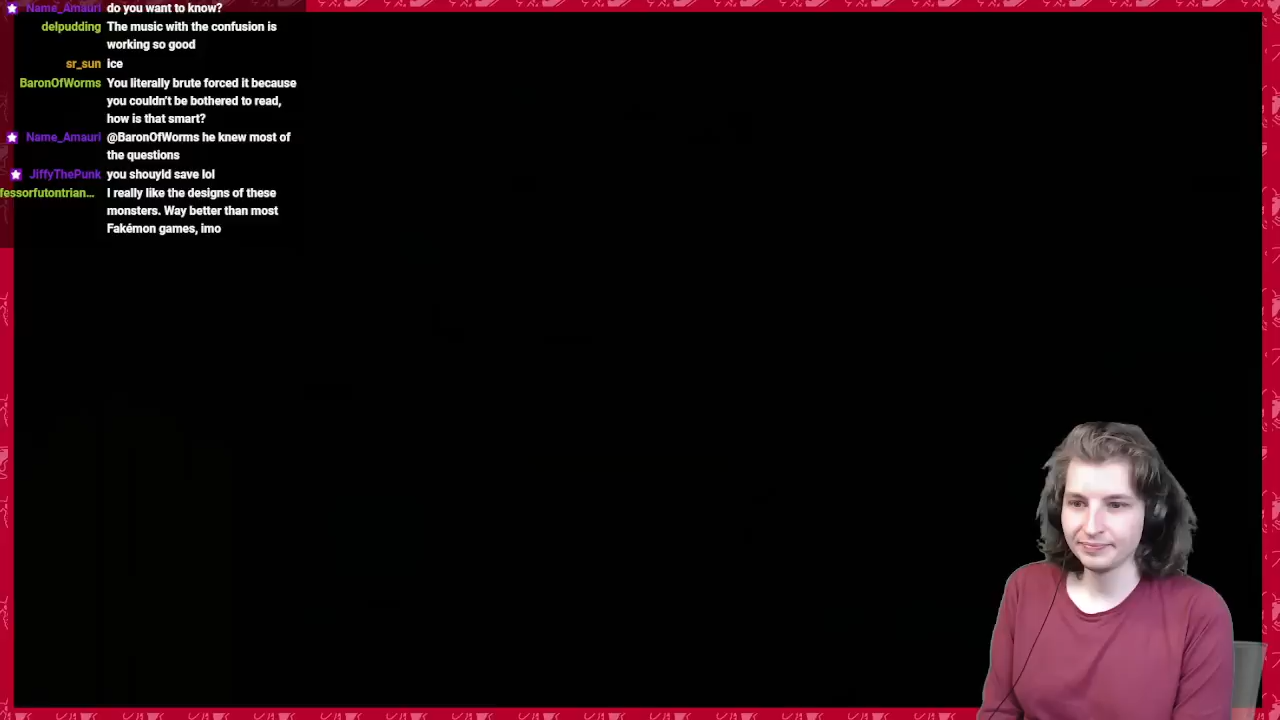 Name_Amauri do you want to know?
delpudding The music with the confusion is
working so good
sr_sun ice
BaronOfWorms You literally brute forced it because
you couldn't be bothered to read,
how is that smart?
Name_Amauri @BaronOfWorms he knew most of
the questions
JiffyThePunk you shouyld save lol
fessorfutontrian... I really like the designs of these
monsters. Way better than most
Fakémon games, imo